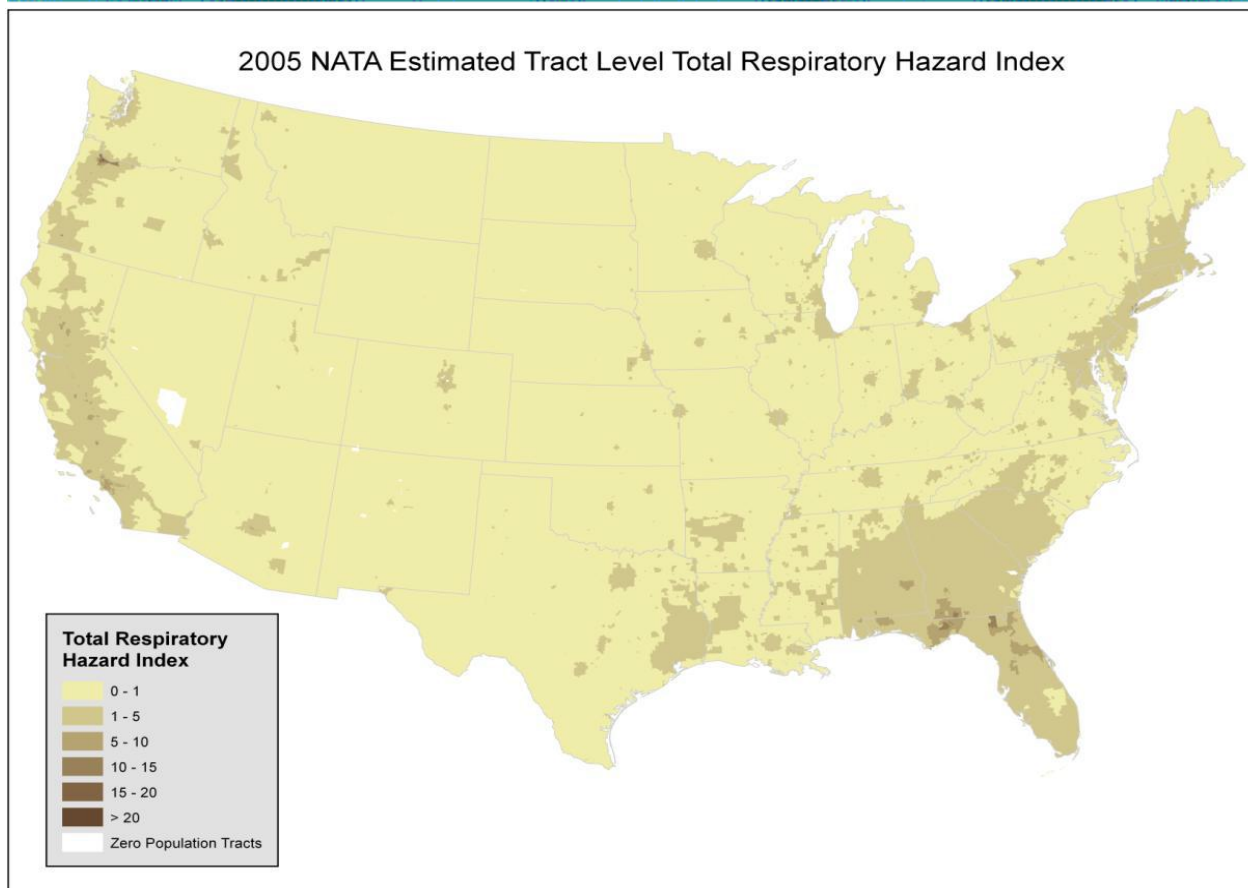 2005 NATA Estimated Tract Level Total Respiratory Hazard Index
Total Respiratory
Hazard Index
0 - 1
1 - 5
5 - 10
10 - 15
15 - 20
> 20
Zero Population Tracts